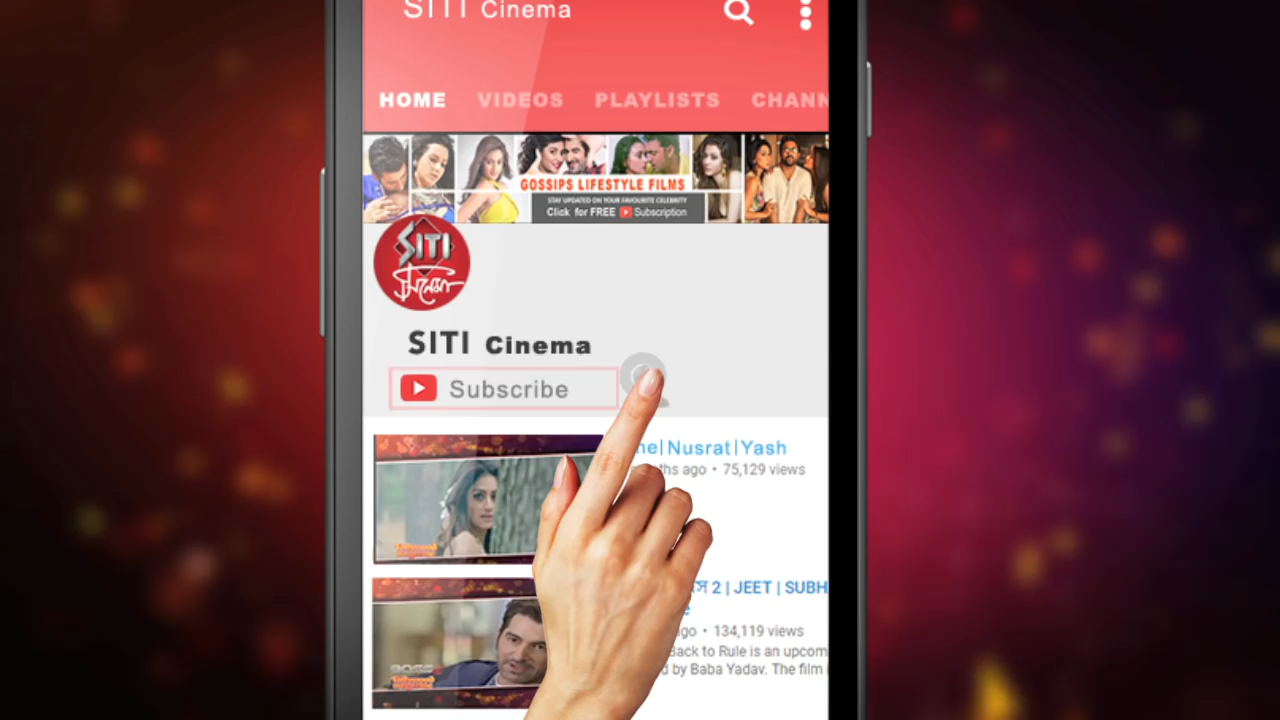 SITI Cinema
HOME VIDEOS PLAYLISTS CHANN
GOSSIPS LIFESTYLE FILMS
STAY UPDATED ON YOUR FAVOURITE CELEBRITY
Click for FREE Subscription
SITI
সিনেমা
SITI Cinema
Subscribe
ne|Nusrat|Yash
ths ago • 75,129 views
2 | JEET | SUBH
e
ago • 134,119 views
Back to Rule is an upcom
d by Baba Yadav. The film